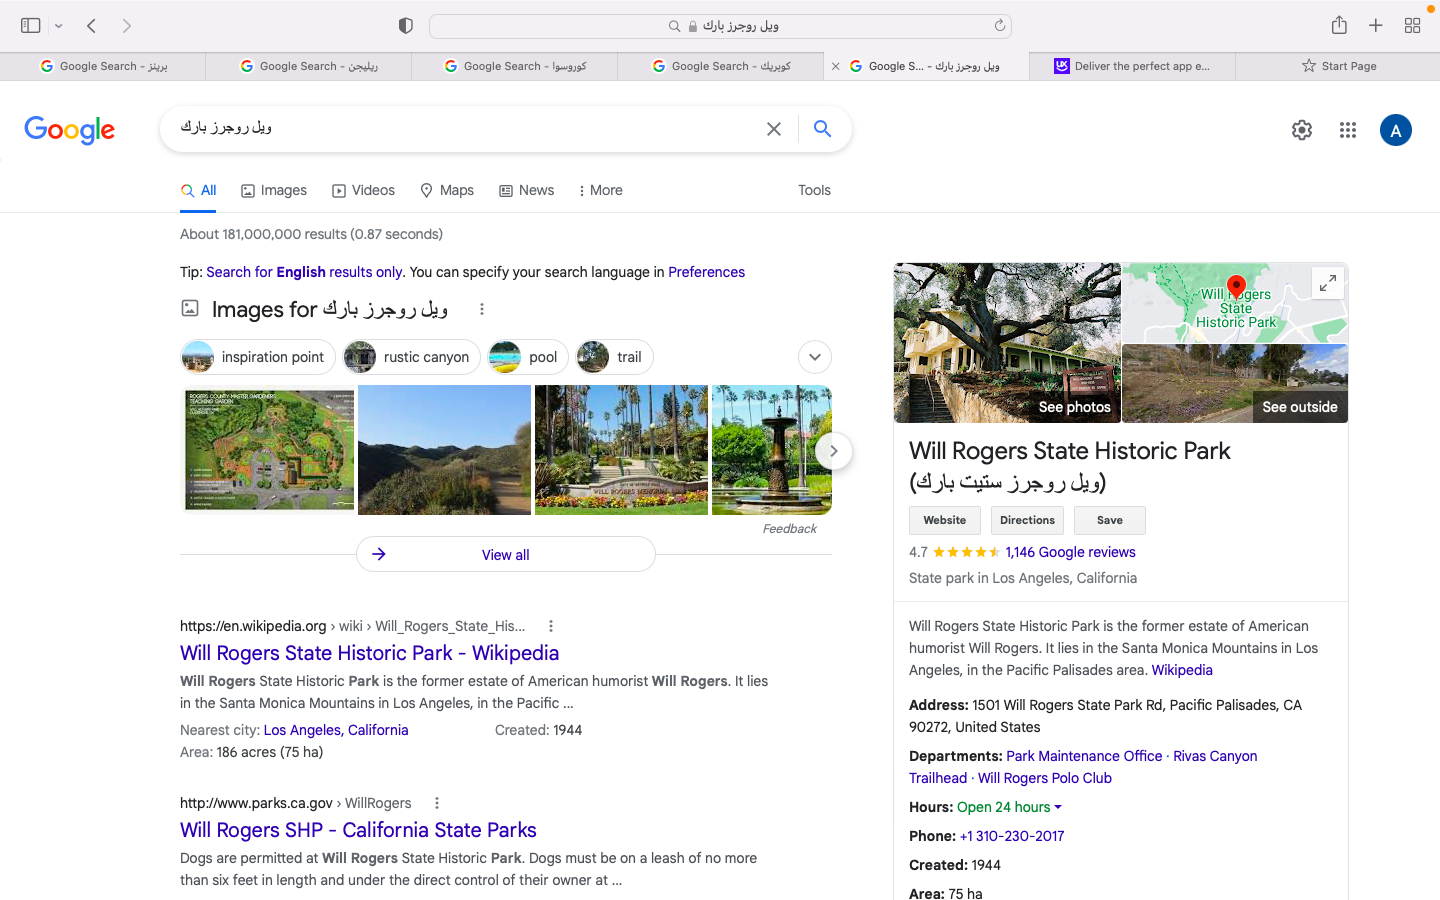 ويل روجرز بارك
Google Search - برينز
Google Search - ريليجن
Google Search - كوروسوا
Google Search - كوبريك
Google S... - ويل روجرز بارك
Deliver the perfect app e...
Start Page
Google
ويل روجرز بارك
A
All
Images
Videos
Maps
News
More
Tools
About 181,000,000 results (0.87 seconds)
Tip: Search for English results only. You can specify your search language in Preferences
Images for ويل روجرز بارك
inspiration point
rustic canyon
pool
trail
ROGERS COUNTY MASTER GARDENERS
TEACHING GARDEN
WILL ROGERS MEMORIAL
Feedback
View all
https://en.wikipedia.org › wiki › Will_Rogers_State_His...
Will Rogers State Historic Park - Wikipedia
Will Rogers State Historic Park is the former estate of American humorist Will Rogers. It lies
in the Santa Monica Mountains in Los Angeles, in the Pacific ...
Nearest city: Los Angeles, California
Created: 1944
Area: 186 acres (75 ha)
http://www.parks.ca.gov › WillRogers
Will Rogers SHP - California State Parks
Dogs are permitted at Will Rogers State Historic Park. Dogs must be on a leash of no more
than six feet in length and under the direct control of their owner at ...
Will Rogers
State
Historic Park
See photos
See outside
Will Rogers State Historic Park
(ويل روجرز ستيت بارك)
Website
Directions
Save
4.7
1,146 Google reviews
State park in Los Angeles, California
Will Rogers State Historic Park is the former estate of American
humorist Will Rogers. It lies in the Santa Monica Mountains in Los
Angeles, in the Pacific Palisades area. Wikipedia
Address: 1501 Will Rogers State Park Rd, Pacific Palisades, CA
90272, United States
Departments: Park Maintenance Office · Rivas Canyon
Trailhead · Will Rogers Polo Club
Hours: Open 24 hours
Phone: +1 310-230-2017
Created: 1944
Area: 75 ha